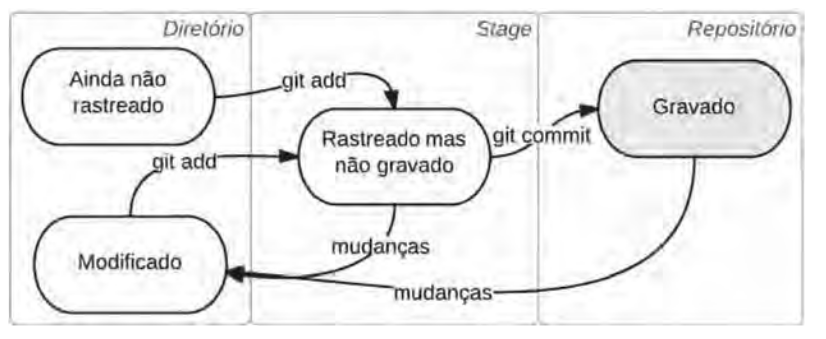 Diretório
Stage
Repositório
Ainda não
rastreado
git add
Rastreado mas
não gravado
git commit
Gravado
git add
Modificado
mudanças
mudanças